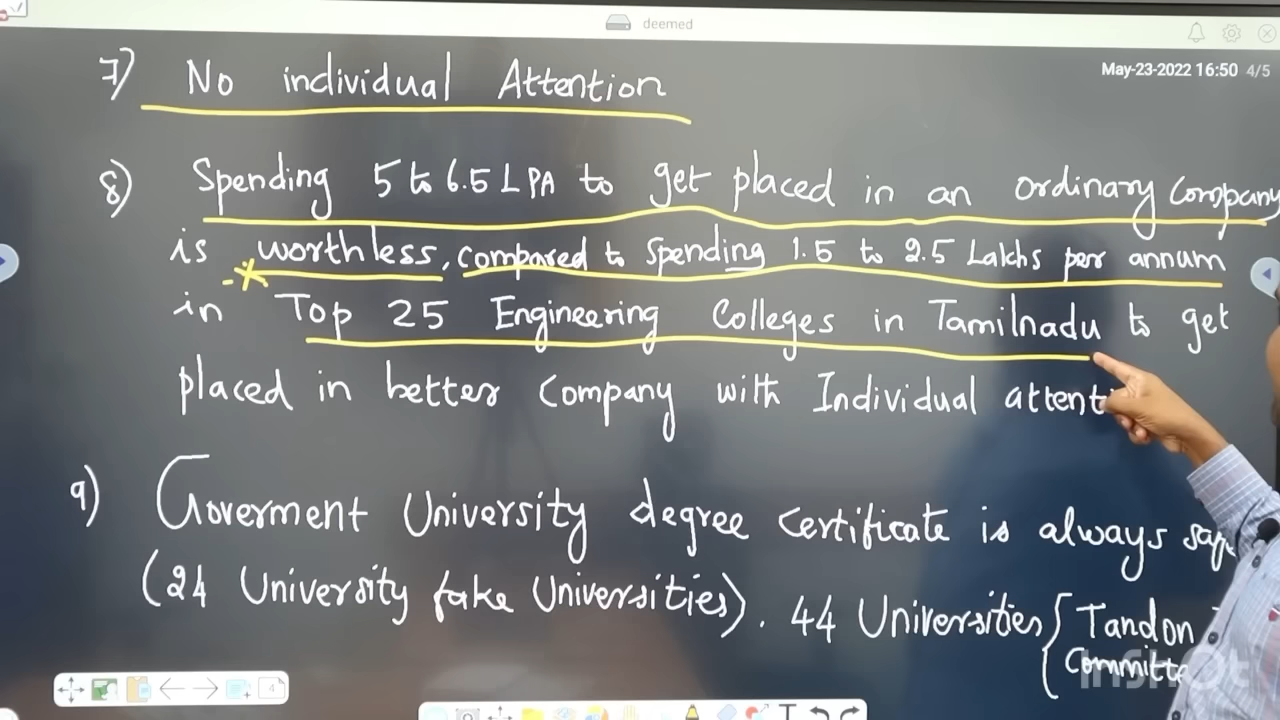 deemed
May-23-2022 16:50 4/5
7) No individual Attention
8) Spending 5 to 6.5 LPA to get placed in an ordinary Company
is worthless, compared to spending 1.5 to 2.5 Lakhs per annum
in Top 25 Engineering Colleges in Tamilnadu to get
placed in better Company with Individual attenti
9) Goverment University degree certificate is always
(24 University fake Universities). 44 Universities { Tandon
Committe
4
InShot